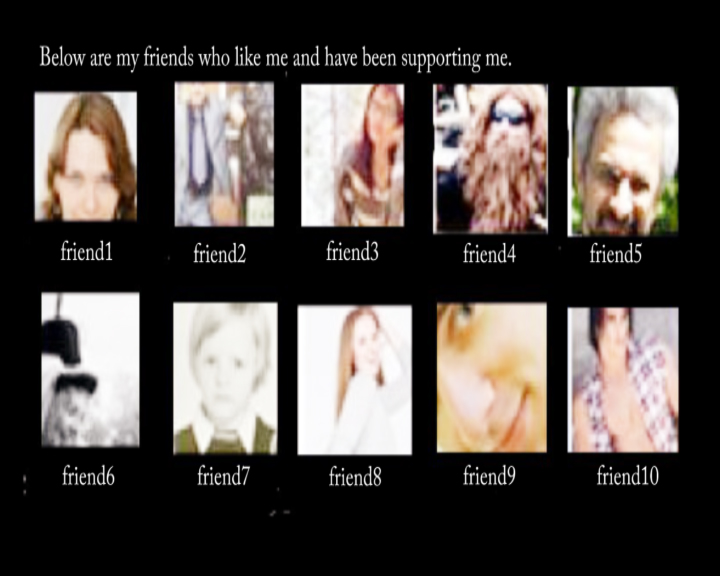 Below are my friends who like me and have been supporting me.
friend1 friend2 friend3 friend4 friend5
friend6 friend7 friend8 friend9 friend10